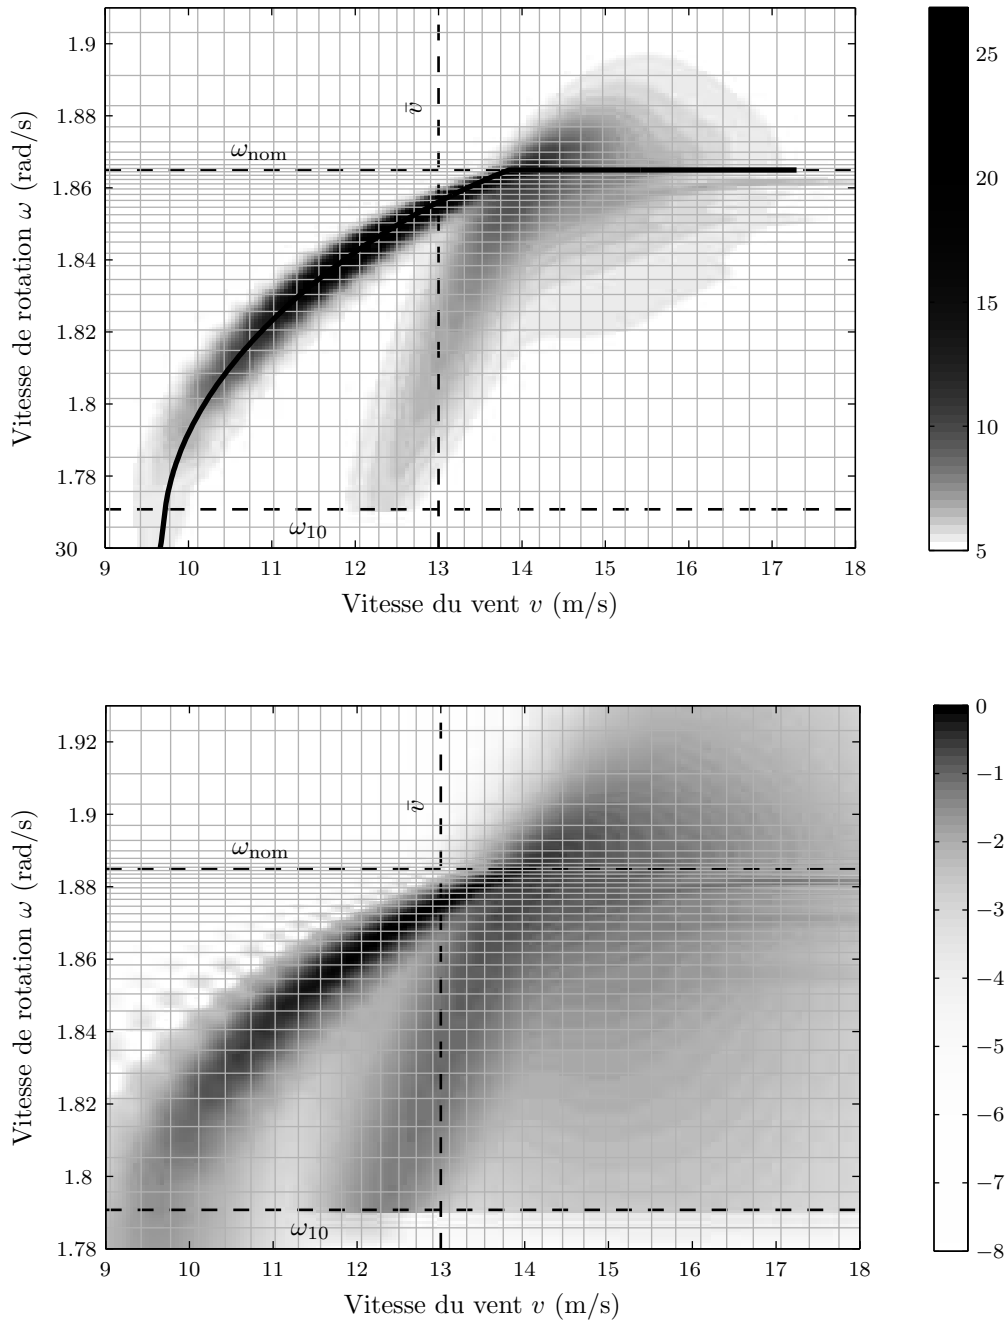 1.9
1.88
1.86
1.84
1.82
1.8
1.78
30
Vitesse de rotation ω (rad/s)
v̄
ω_nom
ω_10
9 10 11 12 13 14 15 16 17 18
Vitesse du vent v (m/s)
25
20
15
10
5
1.92
1.9
1.88
1.86
1.84
1.82
1.8
1.78
Vitesse de rotation ω (rad/s)
v̄
ω_nom
ω_10
9 10 11 12 13 14 15 16 17 18
Vitesse du vent v (m/s)
0
−1
−2
−3
−4
−5
−6
−7
−8